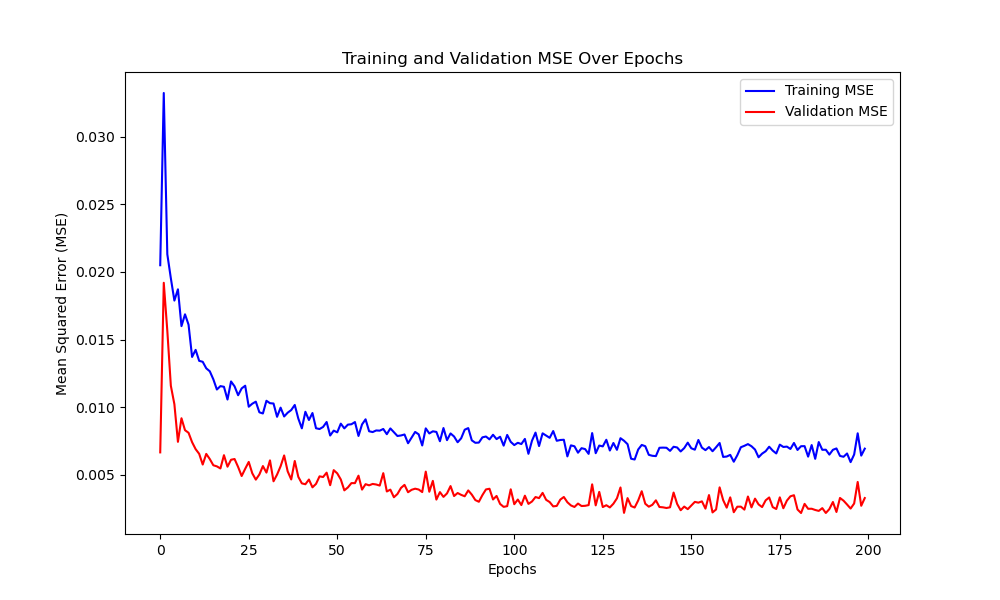 Training and Validation MSE Over Epochs
Training MSE
Validation MSE
Mean Squared Error (MSE)
0.030
0.025
0.020
0.015
0.010
0.005
0 25 50 75 100 125 150 175 200
Epochs